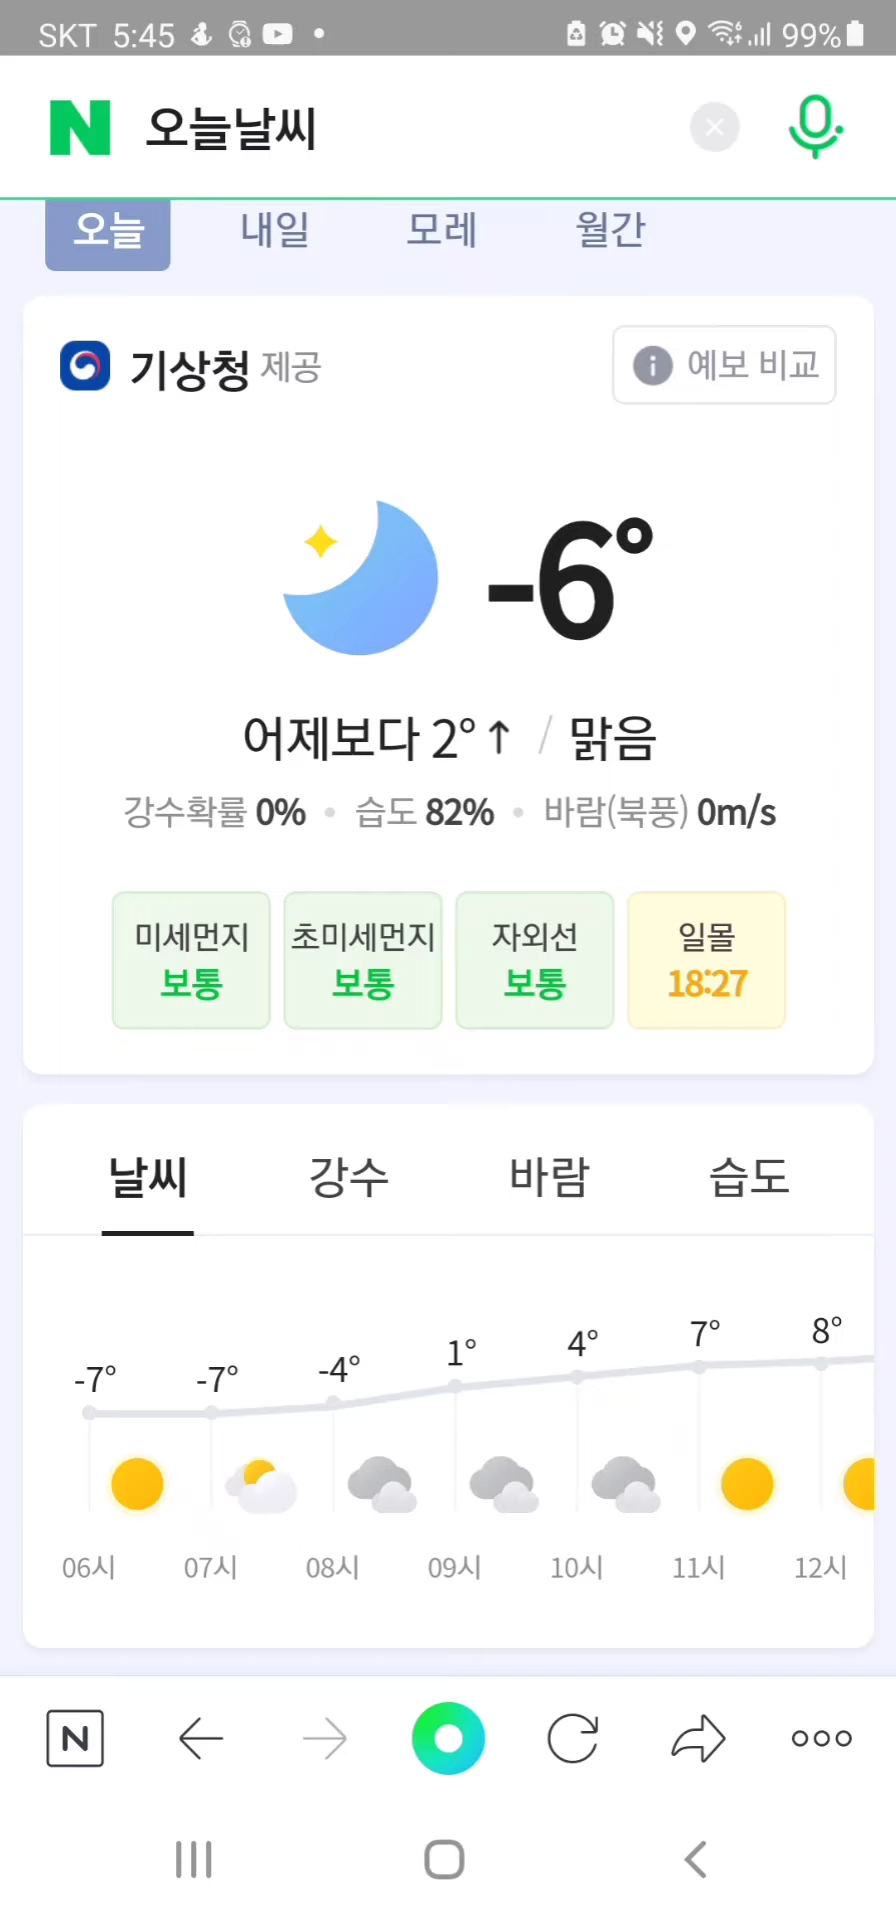 SKT 5:45 99%
N 오늘날씨
오늘 내일 모레 월간
기상청 제공 예보 비교
-6°
어제보다 2°↑ / 맑음
강수확률 0% • 습도 82% • 바람(북풍) 0m/s
미세먼지 초미세먼지 자외선 일몰
보통 보통 보통 18:27
날씨 강수 바람 습도
-7° -7° -4° 1° 4° 7° 8°
06시 07시 08시 09시 10시 11시 12시
N